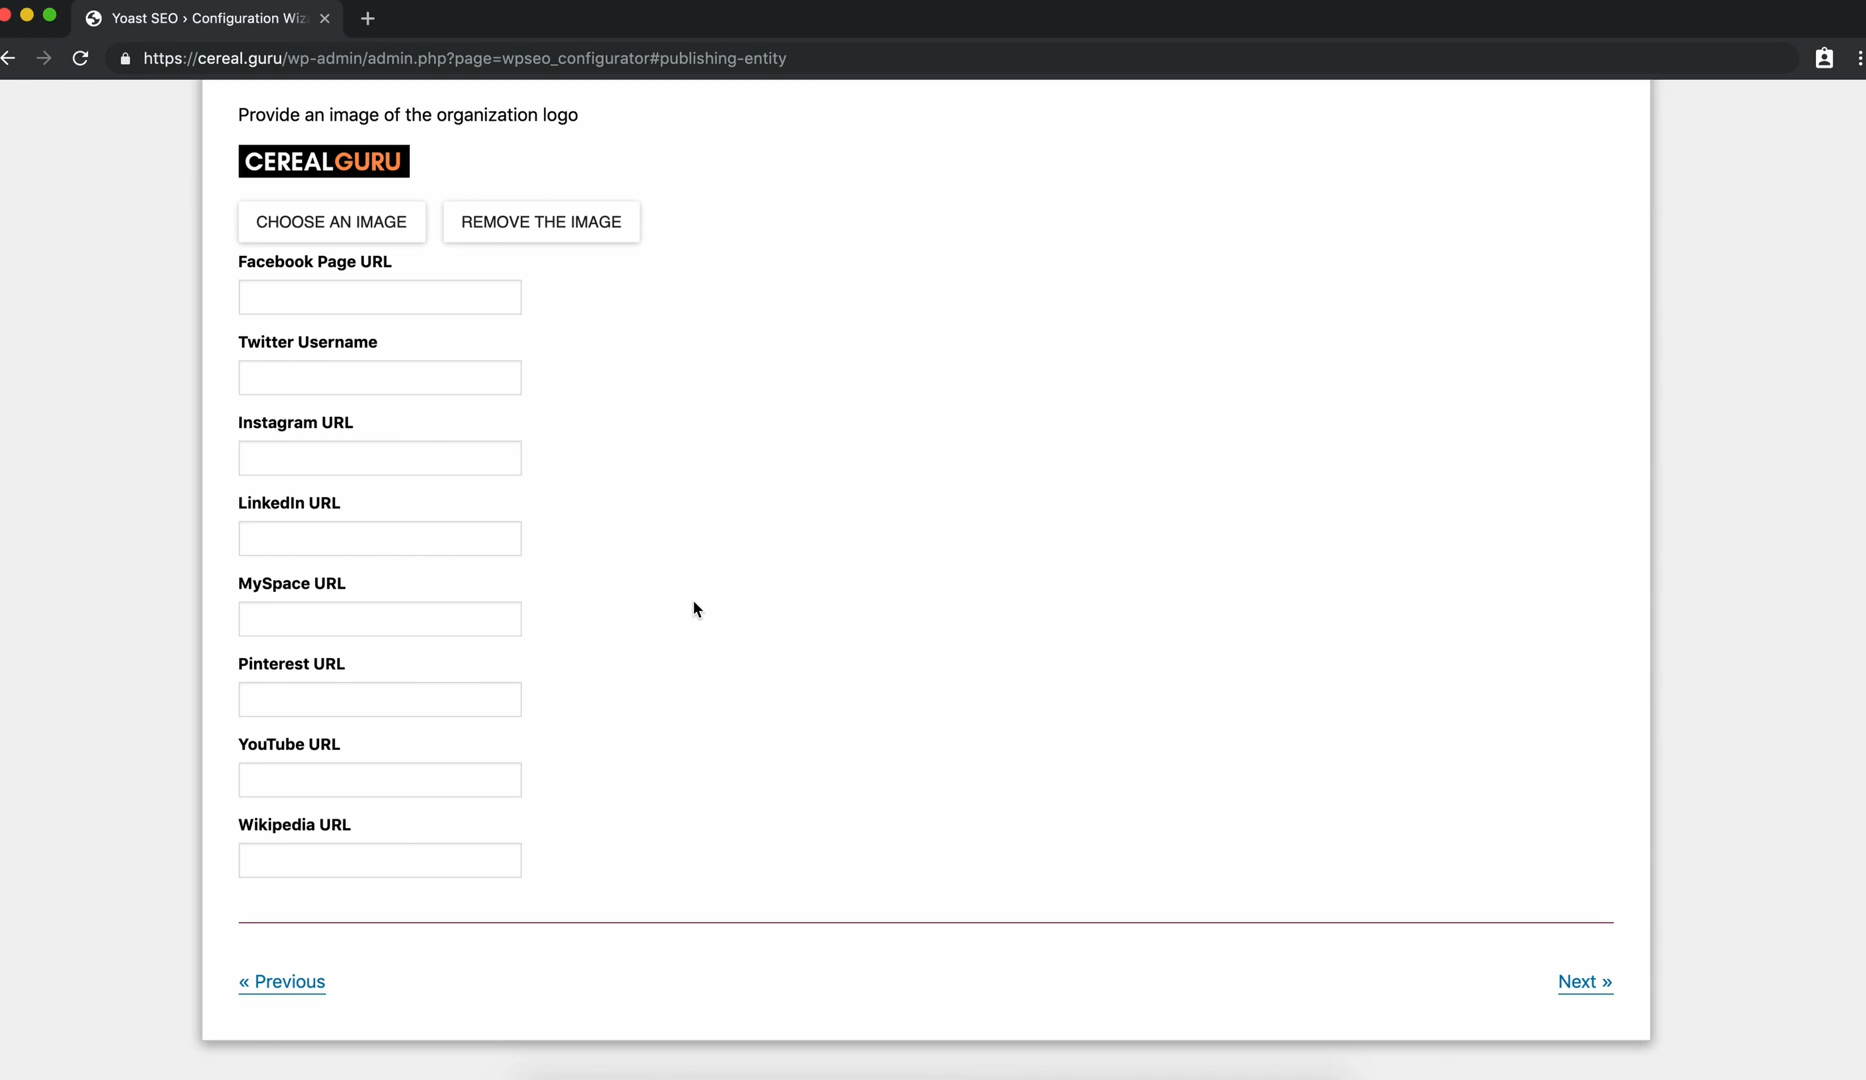 Yoast SEO › Configuration Wiz
https://cereal.guru/wp-admin/admin.php?page=wpseo_configurator#publishing-entity
Provide an image of the organization logo
CEREALGURU
CHOOSE AN IMAGE REMOVE THE IMAGE
Facebook Page URL
Twitter Username
Instagram URL
LinkedIn URL
MySpace URL
Pinterest URL
YouTube URL
Wikipedia URL
« Previous Next »